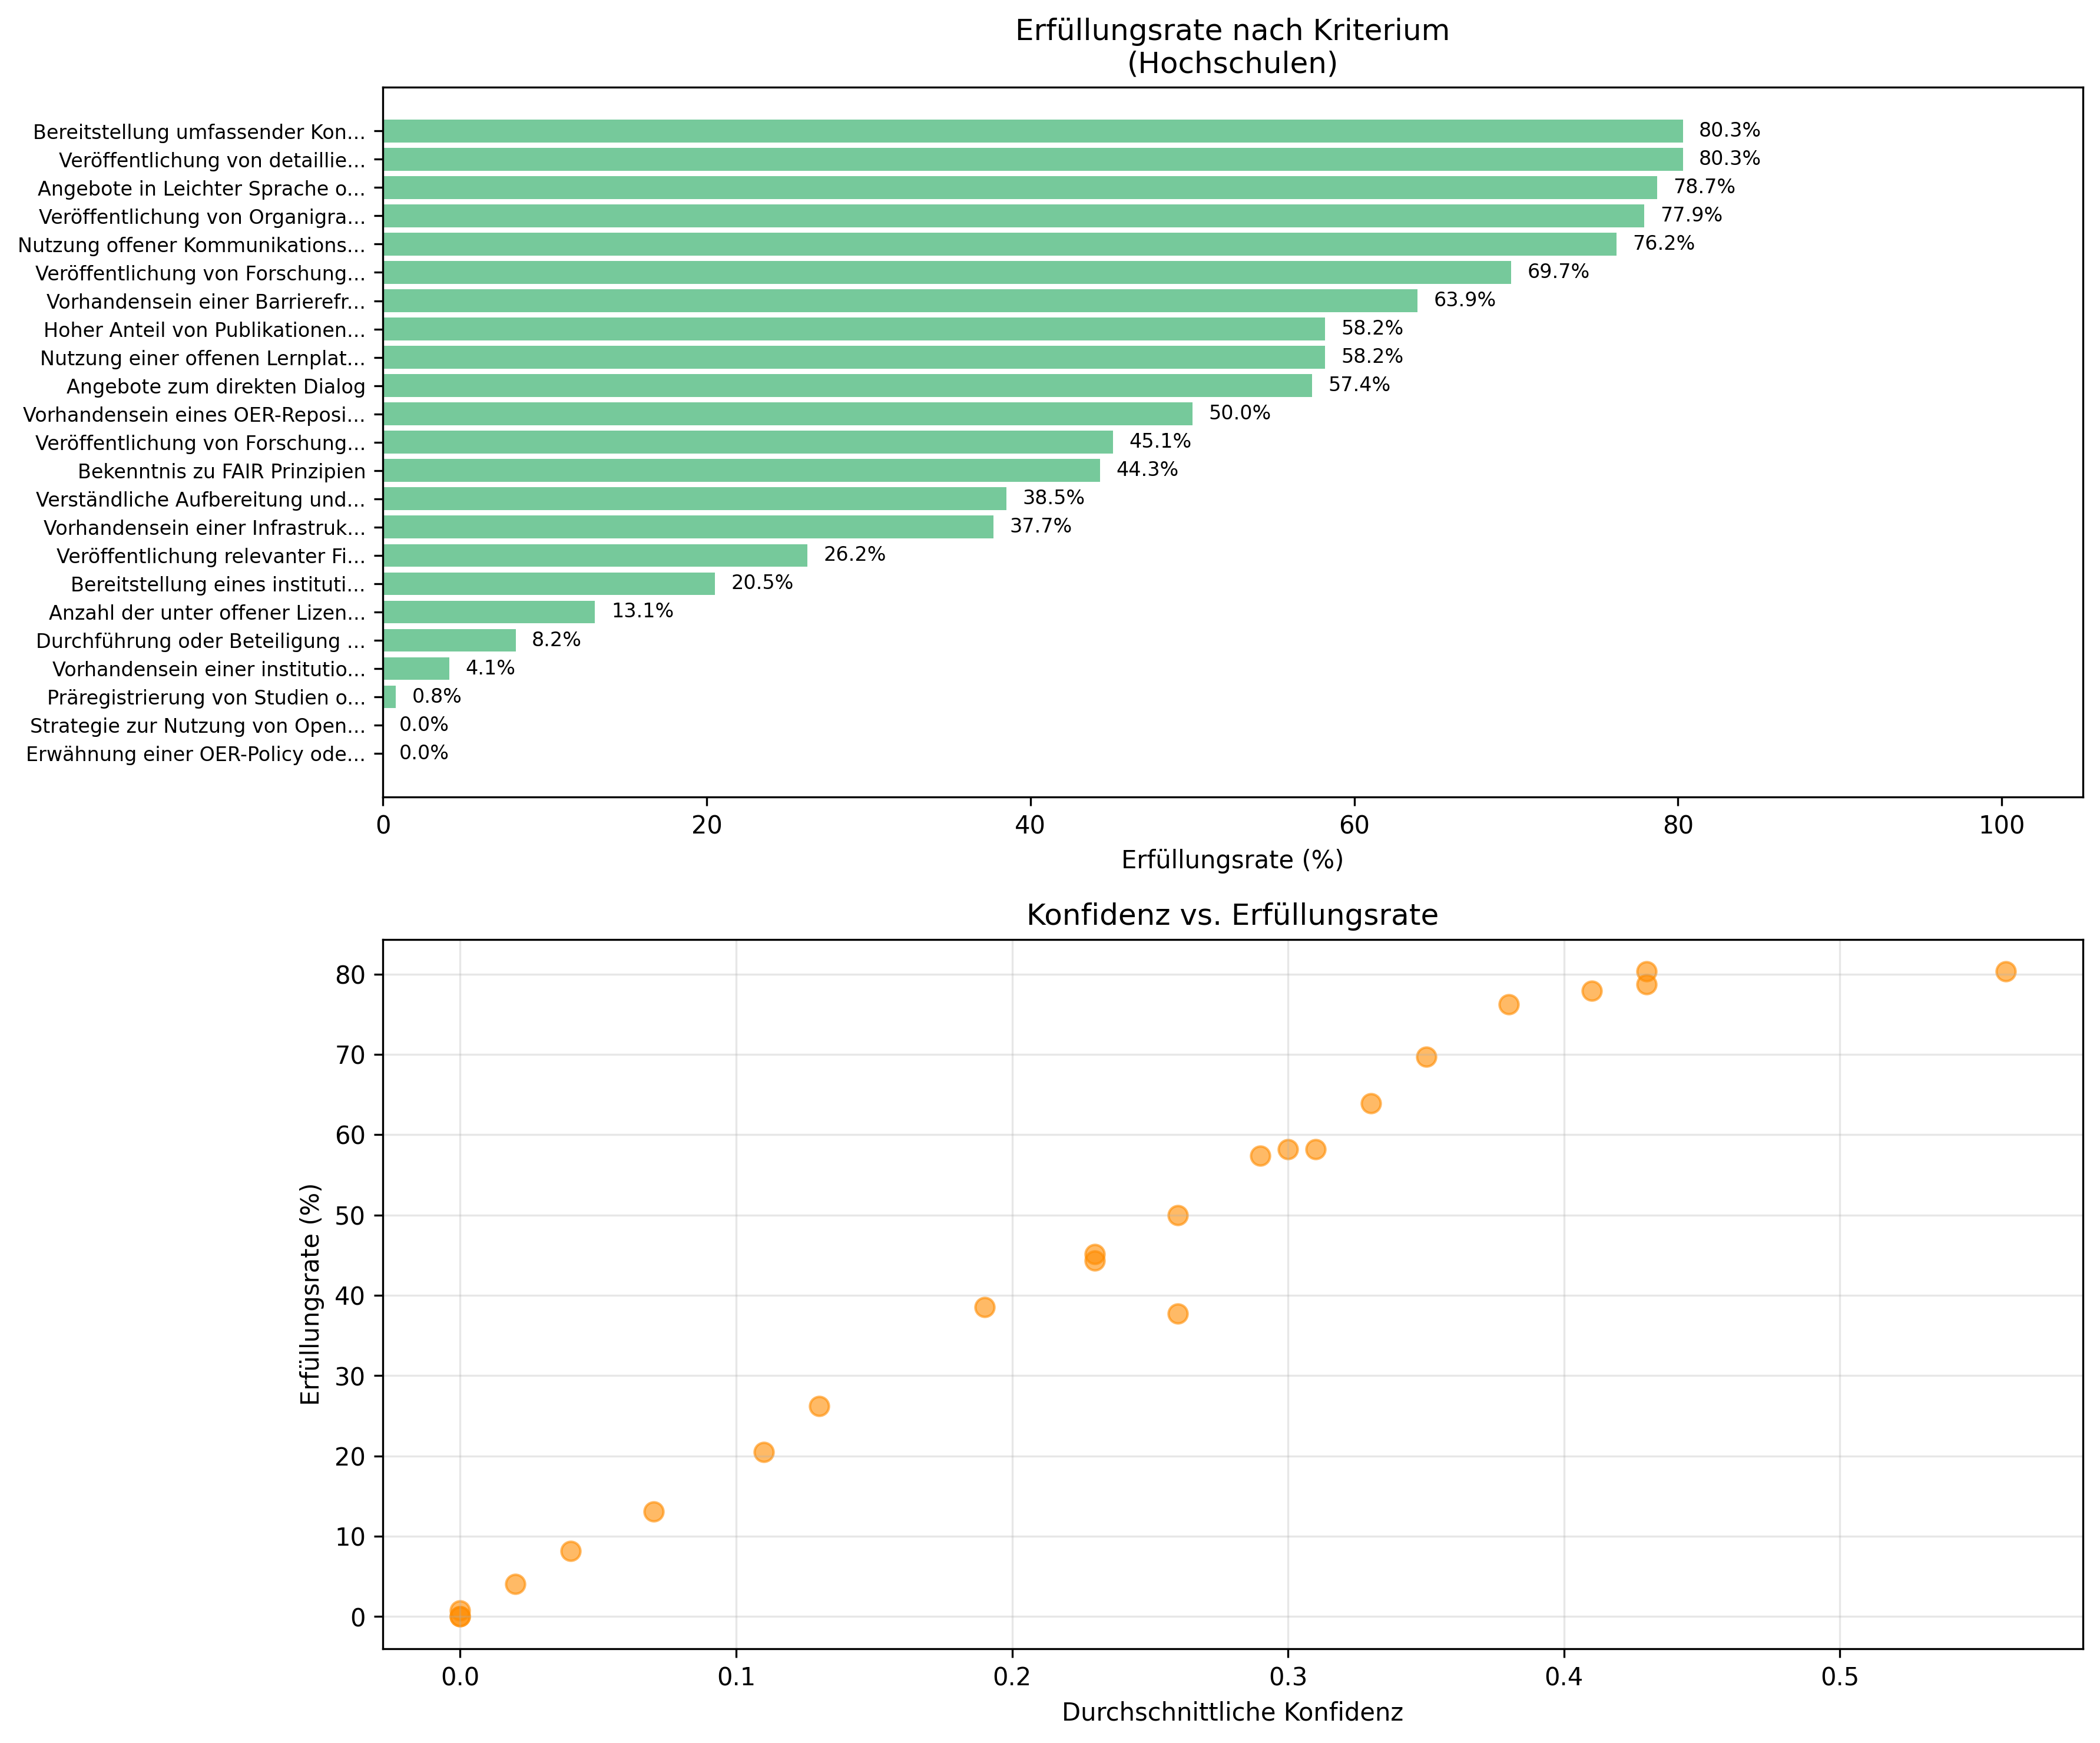 Erfüllungsrate nach Kriterium
(Hochschulen)
Bereitstellung umfassender Kon... 80.3%
Veröffentlichung von detaillie... 80.3%
Angebote in Leichter Sprache o... 78.7%
Veröffentlichung von Organigra... 77.9%
Nutzung offener Kommunikations... 76.2%
Veröffentlichung von Forschung... 69.7%
Vorhandensein einer Barrierefr... 63.9%
Hoher Anteil von Publikationen... 58.2%
Nutzung einer offenen Lernplat... 58.2%
Angebote zum direkten Dialog 57.4%
Vorhandensein eines OER-Reposi... 50.0%
Veröffentlichung von Forschung... 45.1%
Bekenntnis zu FAIR Prinzipien 44.3%
Verständliche Aufbereitung und... 38.5%
Vorhandensein einer Infrastruk... 37.7%
Veröffentlichung relevanter Fi... 26.2%
Bereitstellung eines instituti... 20.5%
Anzahl der unter offener Lizen... 13.1%
Durchführung oder Beteiligung ... 8.2%
Vorhandensein einer institutio... 4.1%
Präregistrierung von Studien o... 0.8%
Strategie zur Nutzung von Open... 0.0%
Erwähnung einer OER-Policy ode... 0.0%
0 20 40 60 80 100
Erfüllungsrate (%)
Konfidenz vs. Erfüllungsrate
80
70
60
50
40
30
20
10
0
Erfüllungsrate (%)
0.0 0.1 0.2 0.3 0.4 0.5
Durchschnittliche Konfidenz